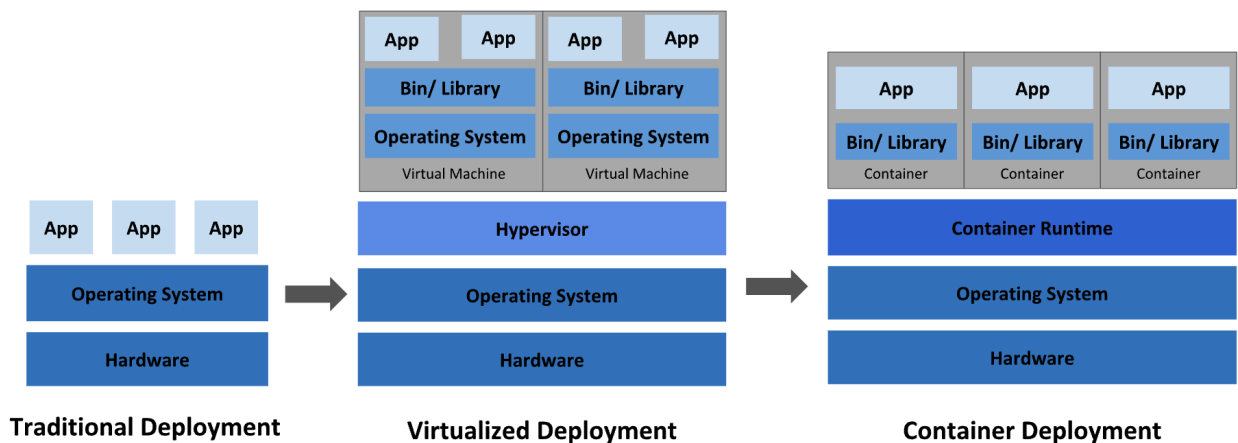 App App App
Operating System
Hardware
Traditional Deployment
App App App App
Bin/ Library Bin/ Library
Operating System Operating System
Virtual Machine Virtual Machine
Hypervisor
Operating System
Hardware
Virtualized Deployment
App App App
Bin/ Library Bin/ Library Bin/ Library
Container Container Container
Container Runtime
Operating System
Hardware
Container Deployment